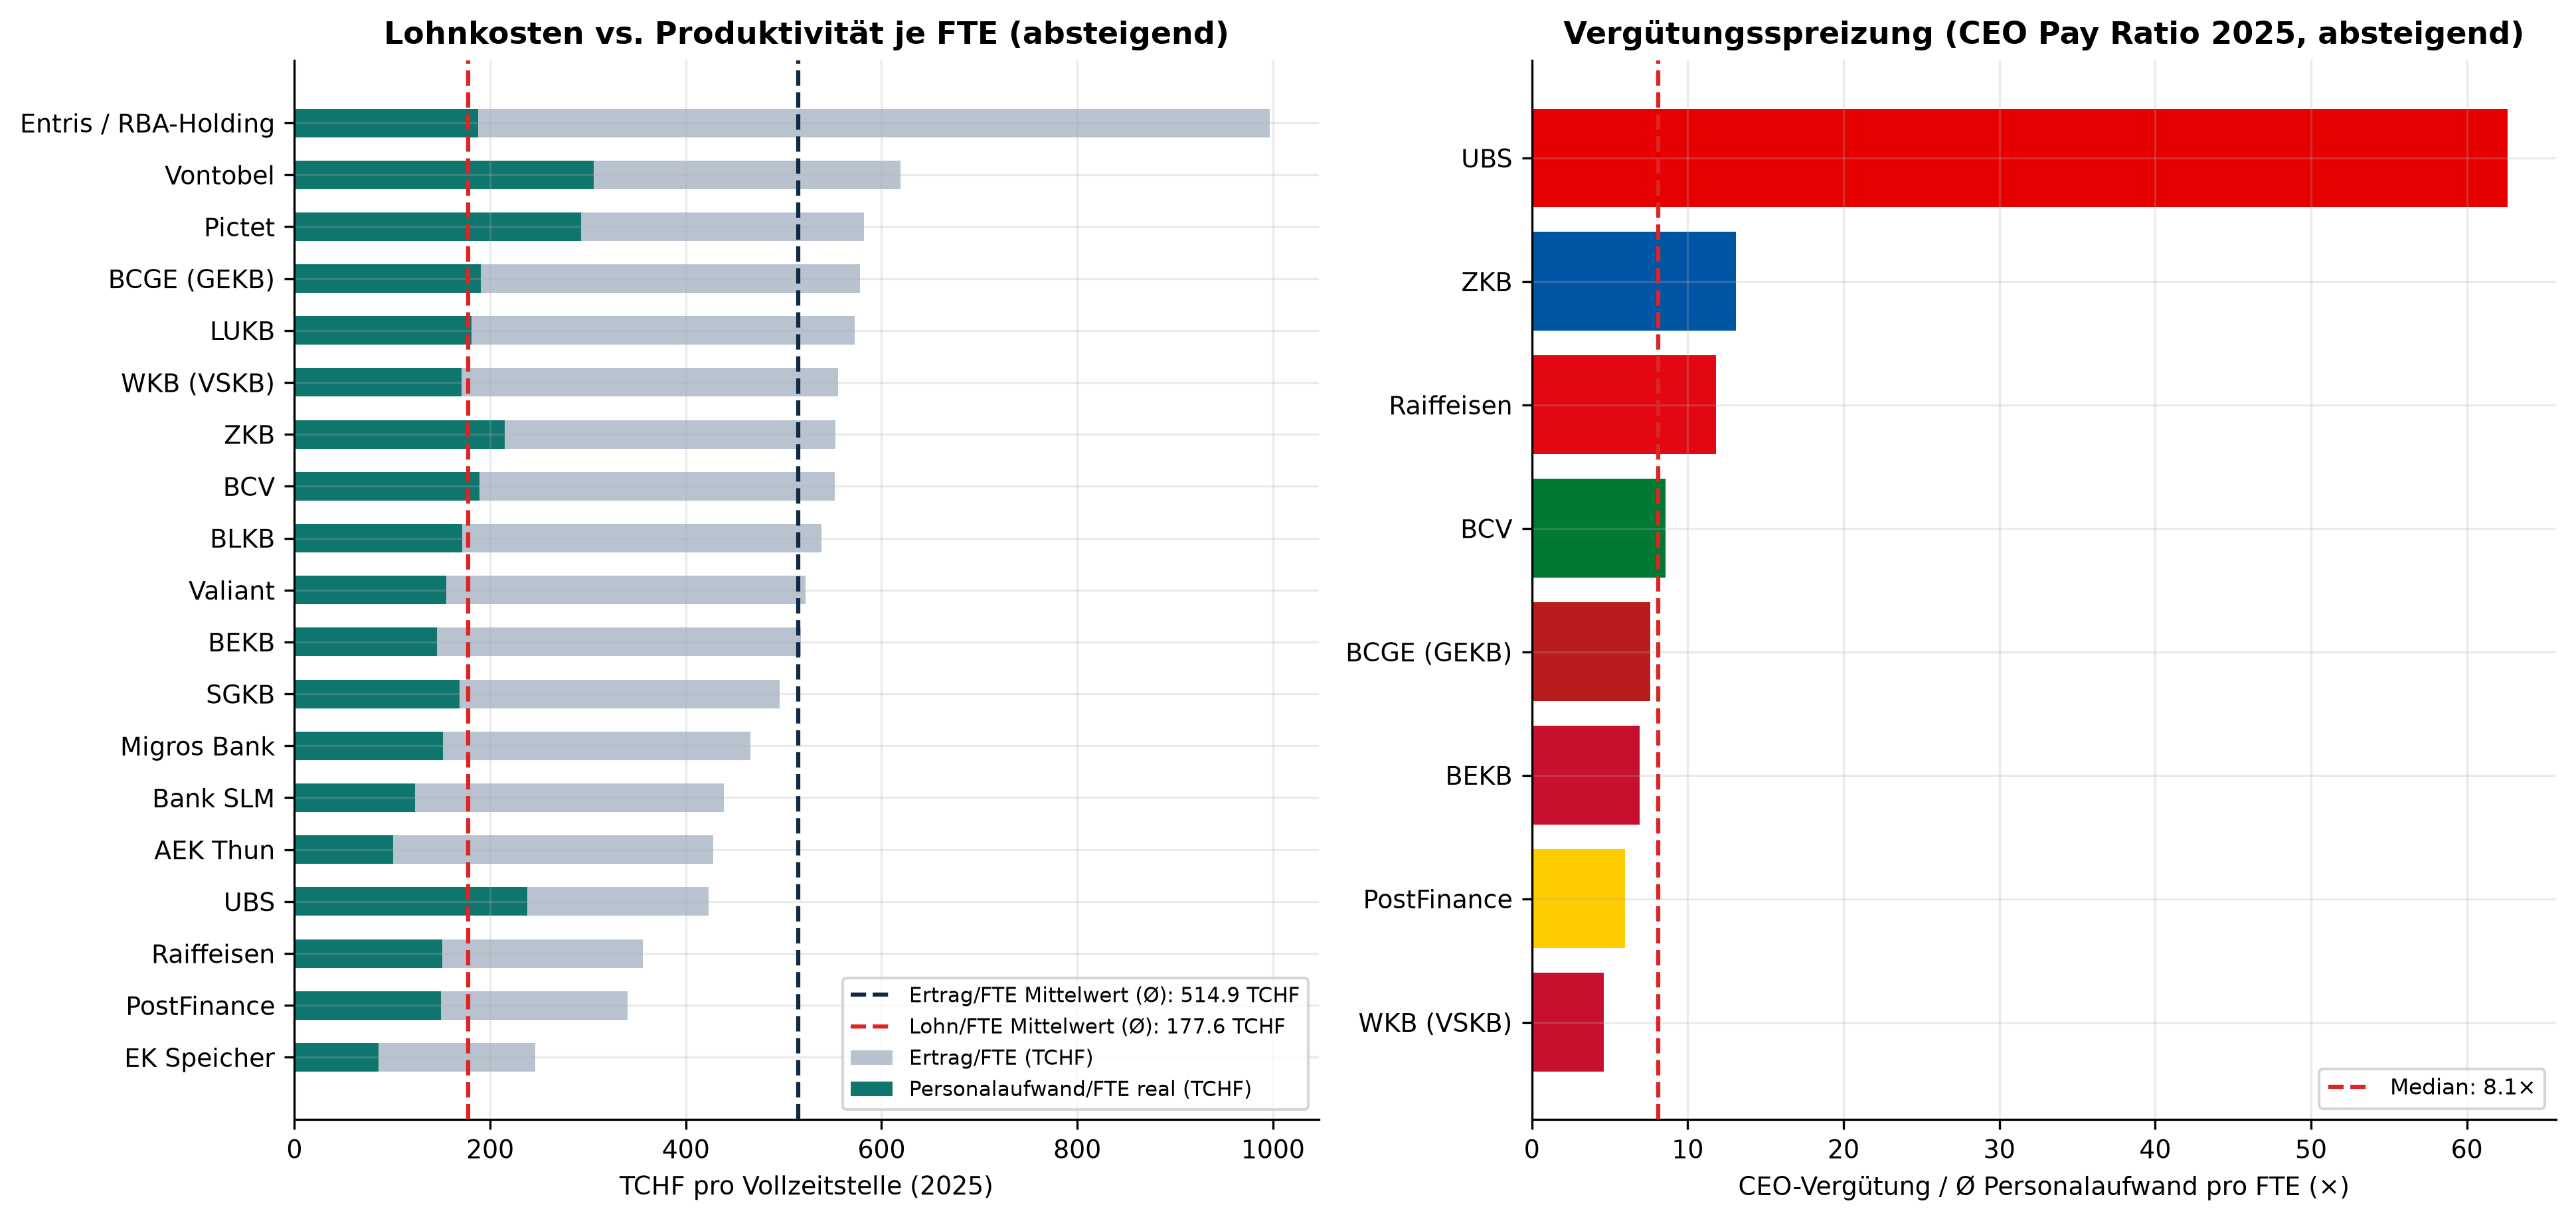 Lohnkosten vs. Produktivität je FTE (absteigend)
Entris / RBA-Holding
Vontobel
Pictet
BCGE (GEKB)
LUKB
WKB (VSKB)
ZKB
BCV
BLKB
Valiant
BEKB
SGKB
Migros Bank
Bank SLM
AEK Thun
UBS
Raiffeisen
PostFinance
EK Speicher
Ertrag/FTE Mittelwert (Ø): 514.9 TCHF
Lohn/FTE Mittelwert (Ø): 177.6 TCHF
Ertrag/FTE (TCHF)
Personalaufwand/FTE real (TCHF)
0 200 400 600 800 1000
TCHF pro Vollzeitstelle (2025)
Vergütungsspreizung (CEO Pay Ratio 2025, absteigend)
UBS
ZKB
Raiffeisen
BCV
BCGE (GEKB)
BEKB
PostFinance
WKB (VSKB)
Median: 8.1×
0 10 20 30 40 50 60
CEO-Vergütung / Ø Personalaufwand pro FTE (×)